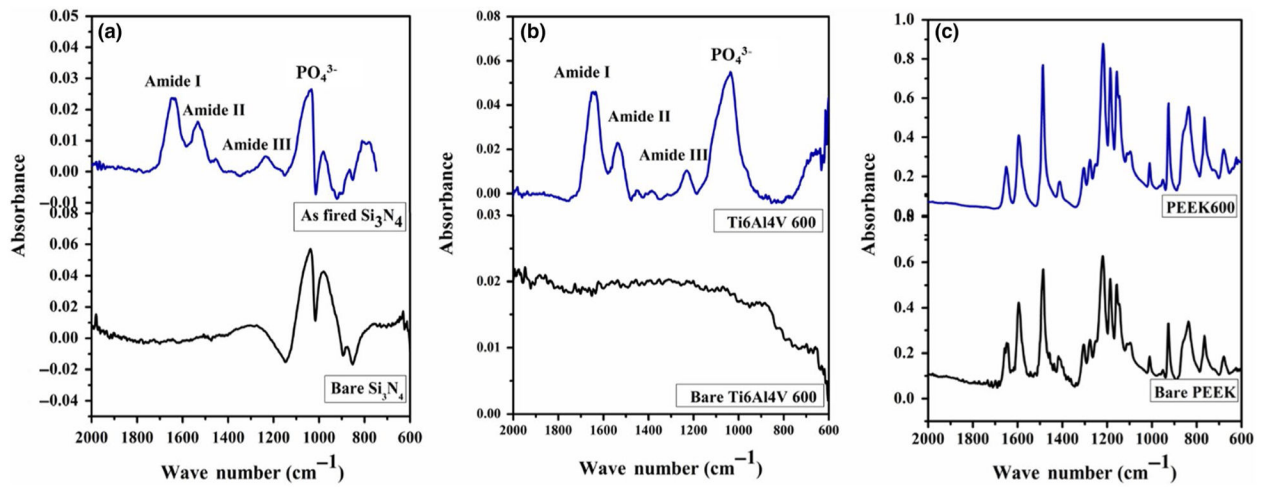 (a)
0.05
0.04
0.03
0.02
0.01
0.00
−0.01
Amide I
Amide II
Amide III
PO₄³⁻
As fired Si₃N₄
0.08
0.06
0.04
0.02
0.00
−0.02
−0.04
Bare Si₃N₄
Absorbance
2000 1800 1600 1400 1200 1000 800 600
Wave number (cm⁻¹)
(b)
0.08
0.06
0.04
0.02
0.00
Amide I
Amide II
Amide III
PO₄³⁻
Ti6Al4V 600
0.03
0.02
0.01
0.00
Bare Ti6Al4V 600
Absorbance
2000 1800 1600 1400 1200 1000 800 600
Wave number (cm⁻¹)
(c)
1.0
0.8
0.6
0.4
0.2
PEEK600
0.6
0.4
0.2
0.0
Bare PEEK
Absorbance
2000 1800 1600 1400 1200 1000 800 600
Wave number (cm⁻¹)